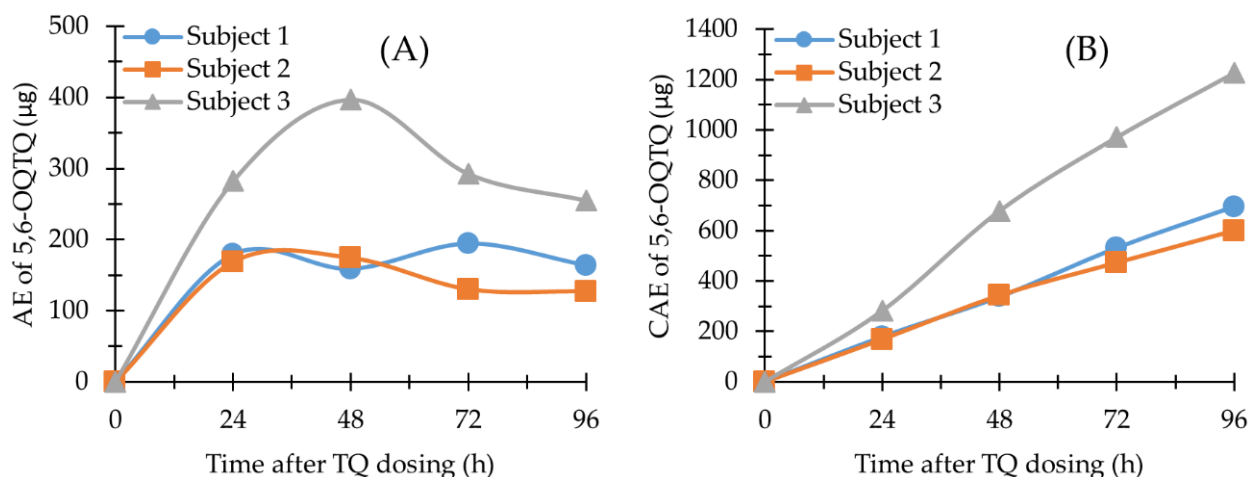 AE of 5,6-OQTQ (µg)
500
400
300
200
100
0
Subject 1
Subject 2
Subject 3
(A)
0 24 48 72 96
Time after TQ dosing (h)
CAE of 5,6-OQTQ (µg)
1400
1200
1000
800
600
400
200
0
Subject 1
Subject 2
Subject 3
(B)
0 24 48 72 96
Time after TQ dosing (h)